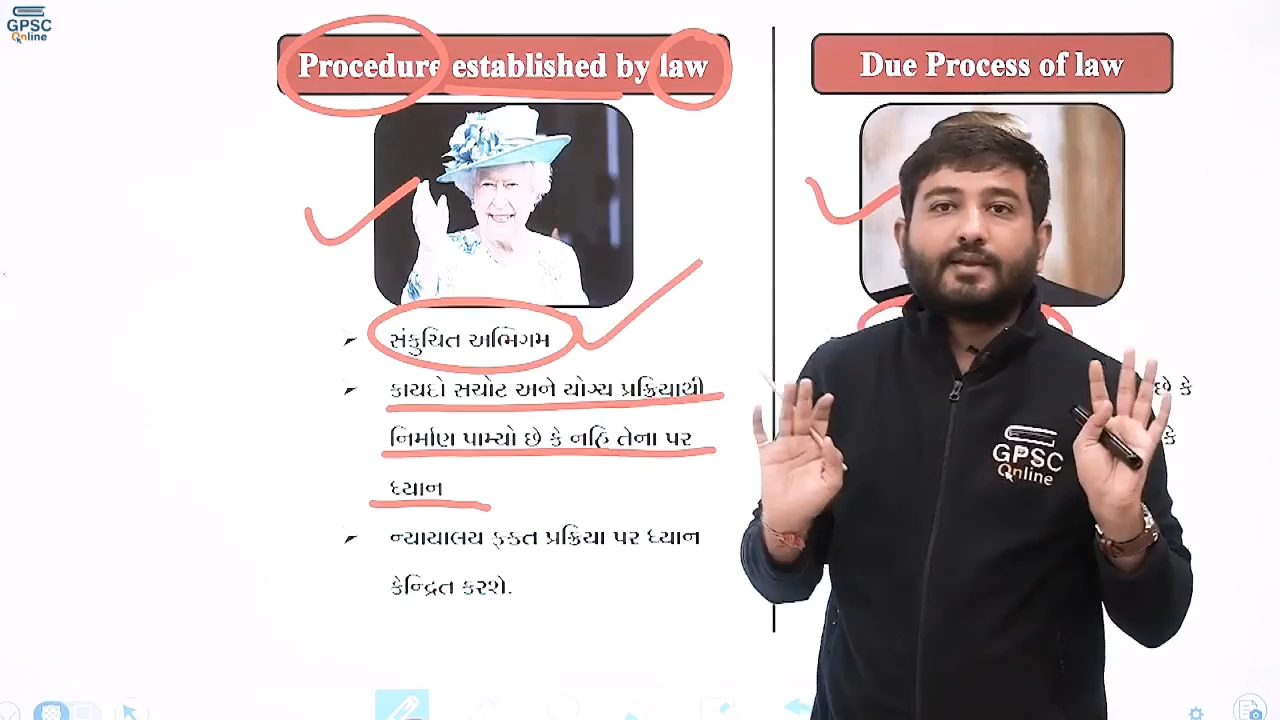 GPSC
Online
Procedure established by law
સંકુચિત અભિગમ
કાયદો સચોટ અને યોગ્ય પ્રક્રિયાથી
નિર્માણ પામ્યો છે કે નહિ તેના પર
ધ્યાન
ન્યાયાલય ફક્ત પ્રક્રિયા પર ધ્યાન
કેન્દ્રિત કરશે.
Due Process of law
છે કે
કે
GPSC
Online